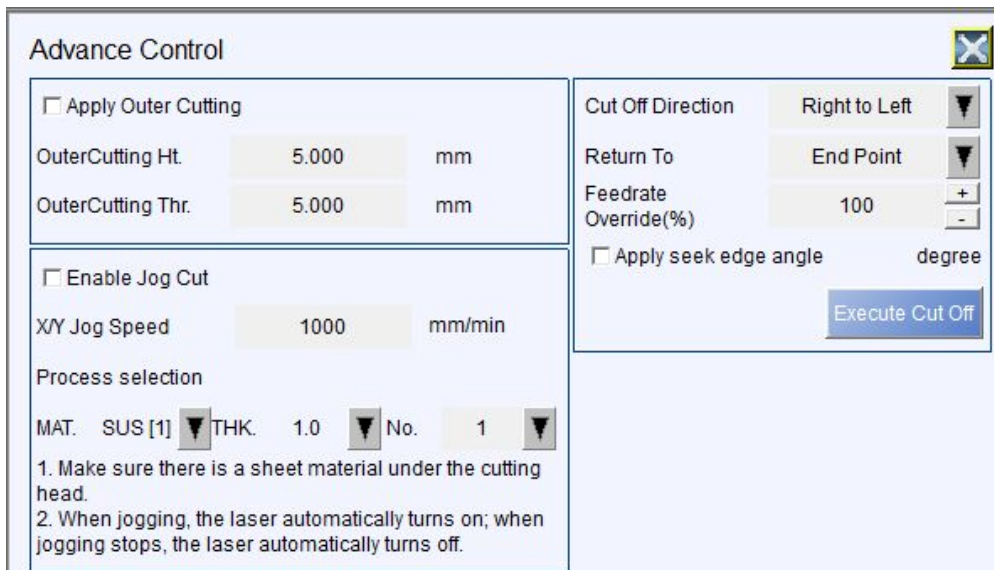 Advance Control
Apply Outer Cutting
OuterCutting Ht. 5.000 mm
OuterCutting Thr. 5.000 mm
Enable Jog Cut
X/Y Jog Speed 1000 mm/min
Process selection
MAT. SUS [1] THK. 1.0 No. 1
1. Make sure there is a sheet material under the cutting
head.
2. When jogging, the laser automatically turns on; when
jogging stops, the laser automatically turns off.
Cut Off Direction Right to Left
Return To End Point
Feedrate
Override(%) 100 + -
Apply seek edge angle degree
Execute Cut Off